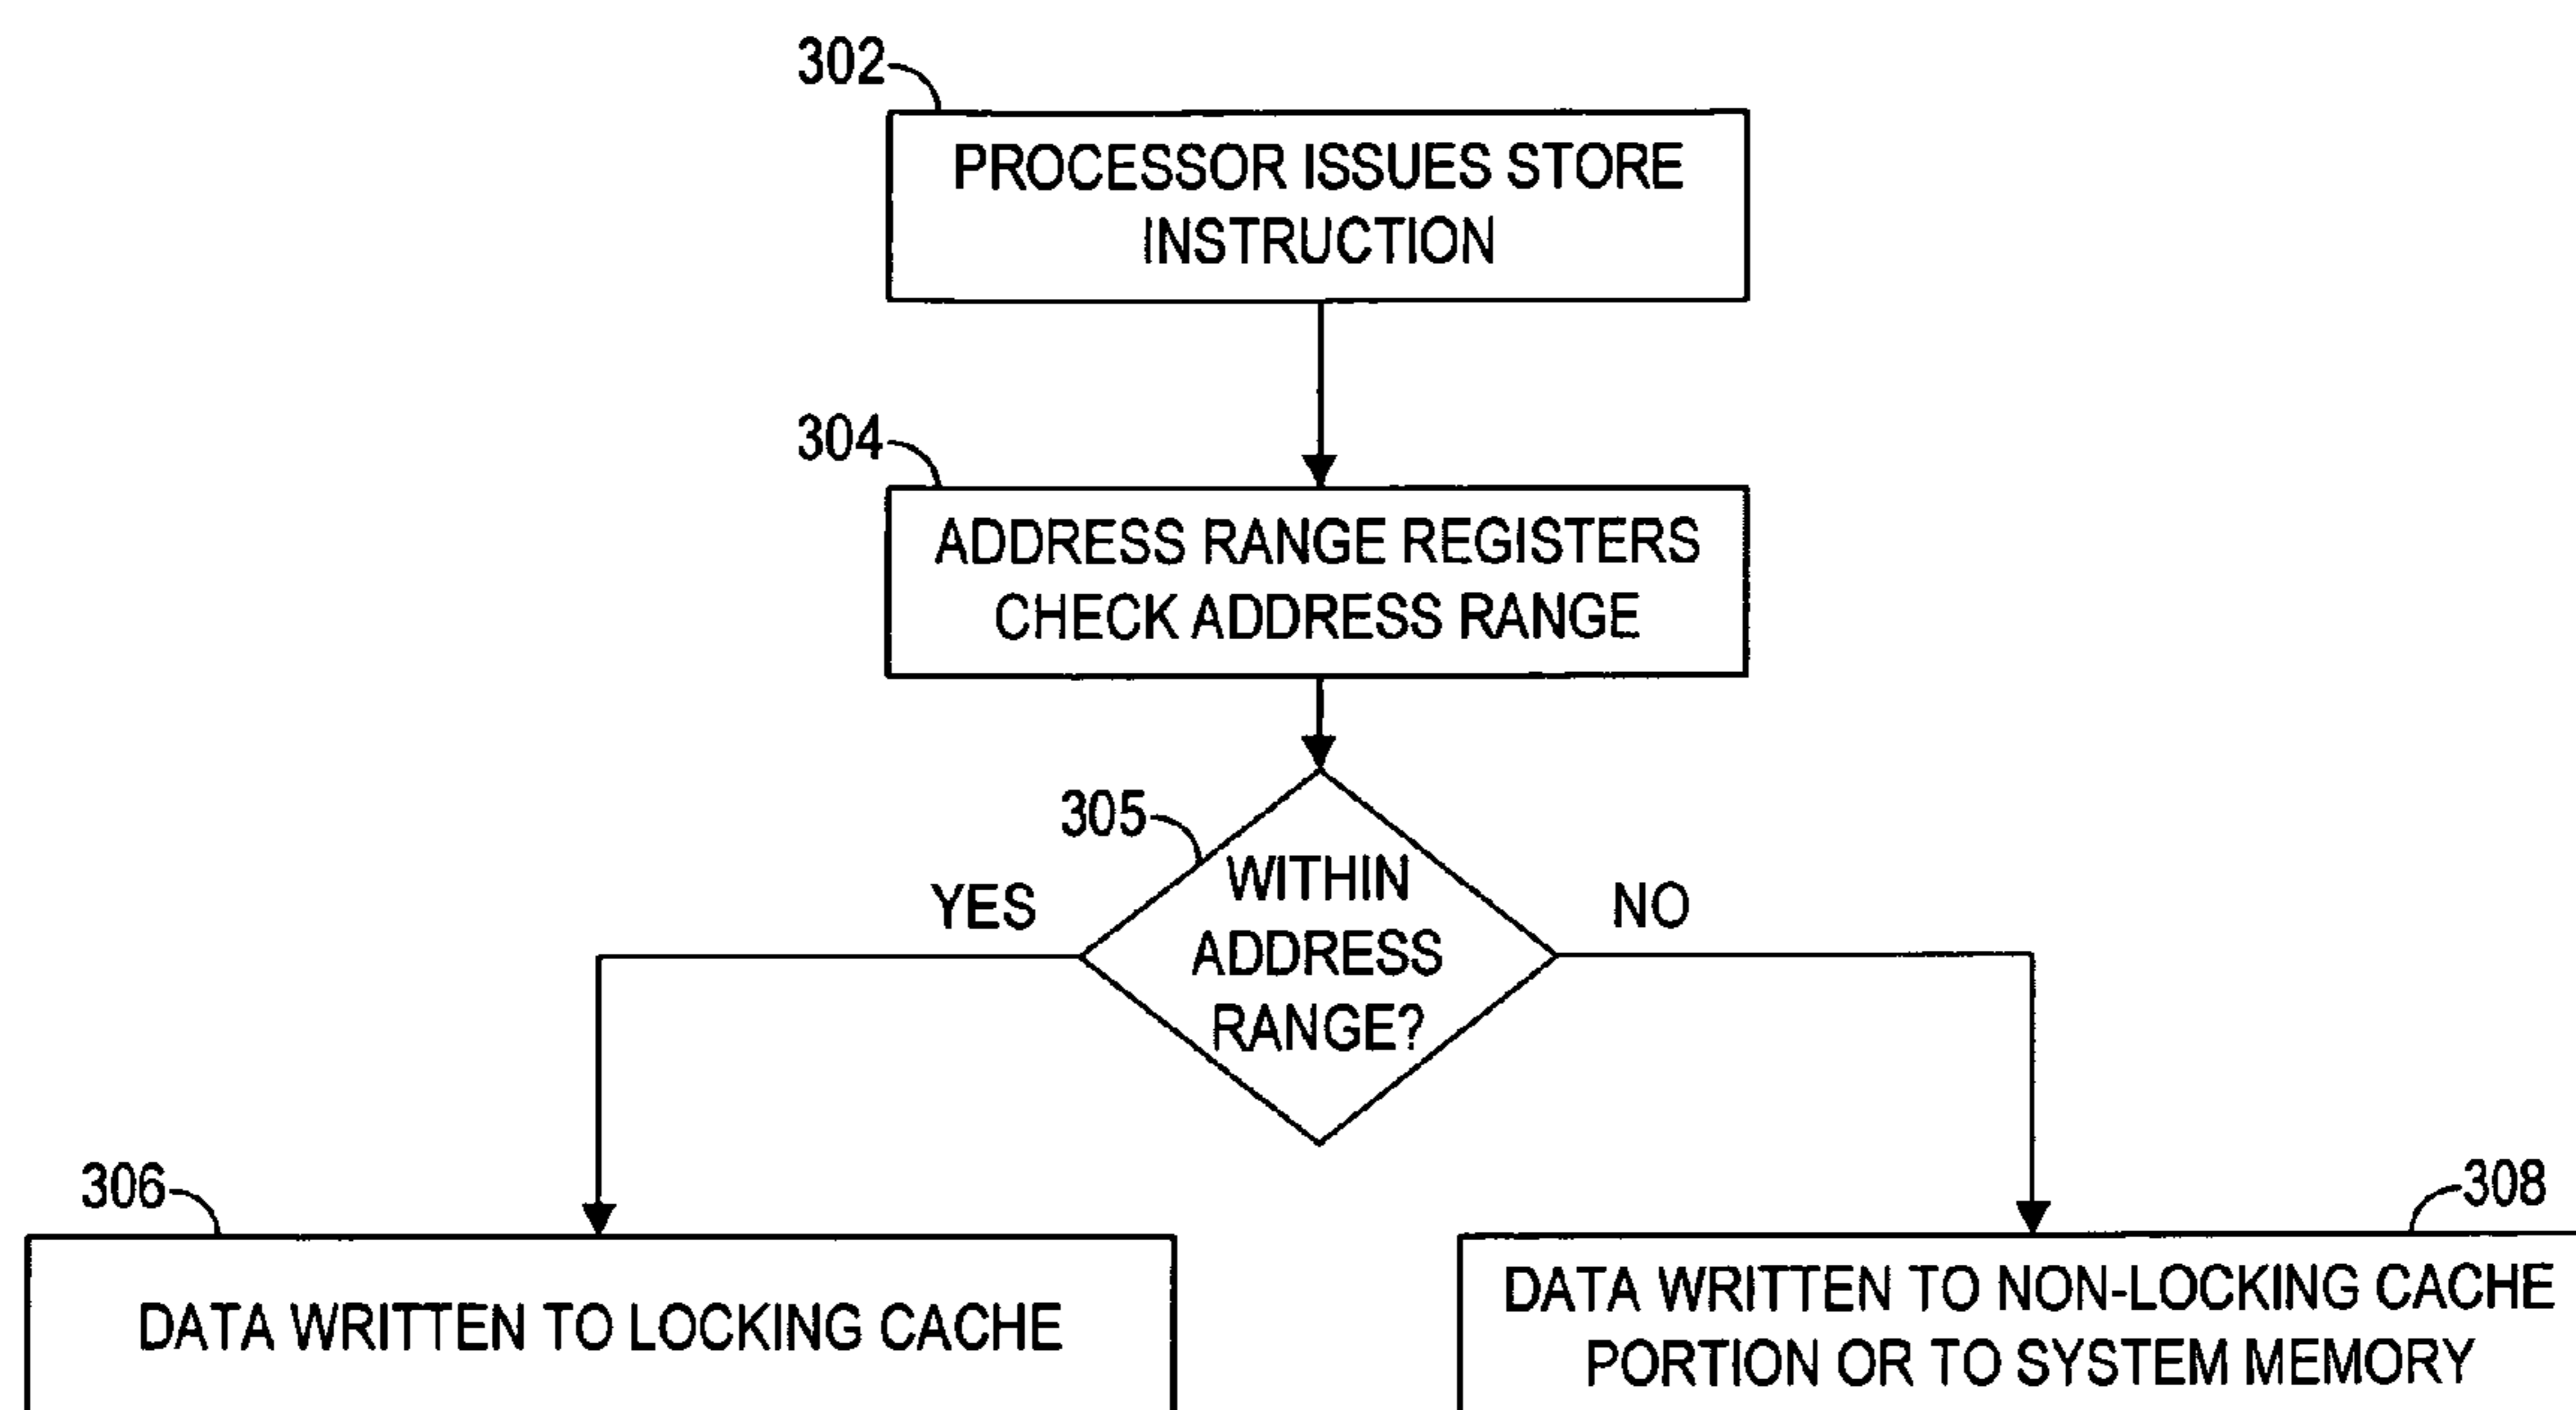 302
PROCESSOR ISSUES STORE
INSTRUCTION
304
ADDRESS RANGE REGISTERS
CHECK ADDRESS RANGE
305
WITHIN
ADDRESS
RANGE?
YES
NO
306
DATA WRITTEN TO LOCKING CACHE
308
DATA WRITTEN TO NON-LOCKING CACHE
PORTION OR TO SYSTEM MEMORY